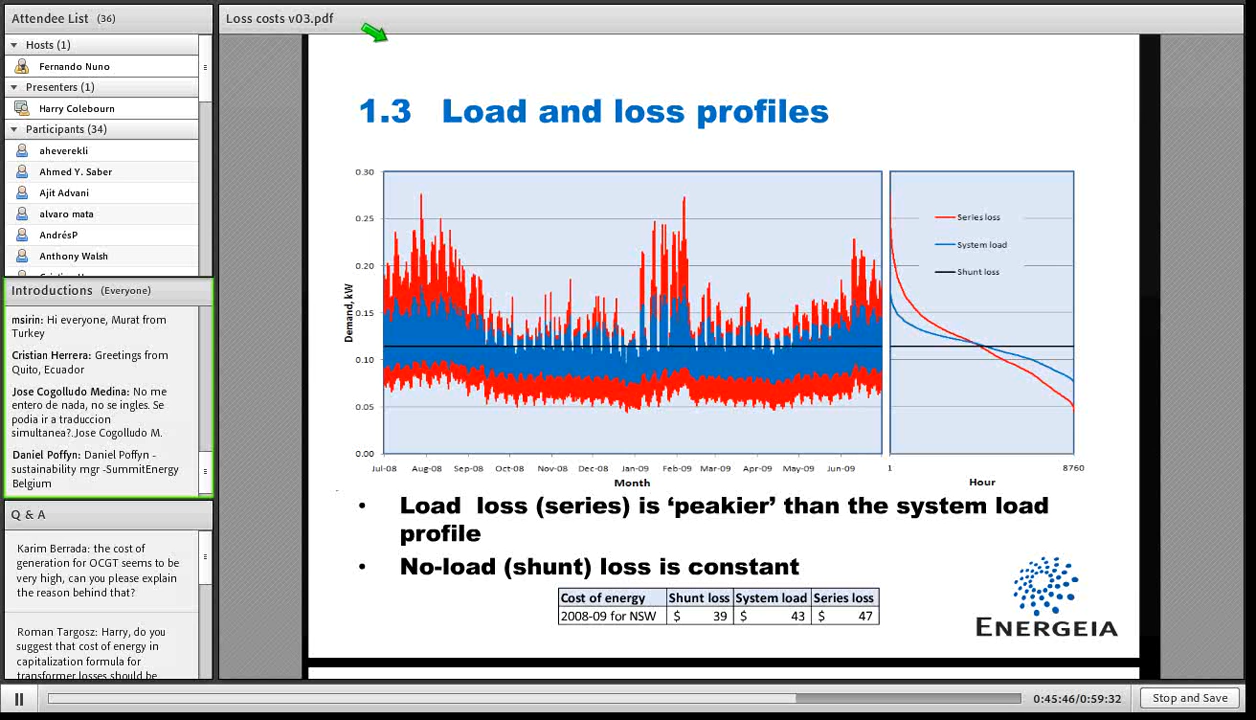 Attendee List (36)
Hosts (1)
Fernando Nuno
Presenters (1)
Harry Colebourn
Participants (34)
aheverekli
Ahmed Y. Saber
Ajit Advani
alvaro mata
AndrésP
Anthony Walsh
Introductions (Everyone)
msirin: Hi everyone, Murat from
Turkey
Cristian Herrera: Greetings from
Quito, Ecuador
Jose Cogolludo Medina: No me
entero de nada, no se ingles. Se
podia ir a traduccion
simultanea?.Jose Cogolludo M.
Daniel Poffyn: Daniel Poffyn -
sustainability mgr -SummitEnergy
Belgium
Q & A
Karim Berrada: the cost of
generation for OCGT seems to be
very high, can you please explain
the reason behind that?
Roman Targosz: Harry, do you
suggest that cost of energy in
capitalization formula for
transformer losses should be
Loss costs v03.pdf
1.3 Load and loss profiles
Demand, kW
0.30
0.25
0.20
0.15
0.10
0.05
0.00
Jul-08 Aug-08 Sep-08 Oct-08 Nov-08 Dec-08 Jan-09 Feb-09 Mar-09 Apr-09 May-09 Jun-09
Month
Series loss
System load
Shunt loss
1 8760
Hour
• Load loss (series) is ‘peakier’ than the system load
profile
• No-load (shunt) loss is constant
Cost of energy Shunt loss System load Series loss
2008-09 for NSW $ 39 $ 43 $ 47
ENERGEIA
0:45:46/0:59:32
Stop and Save